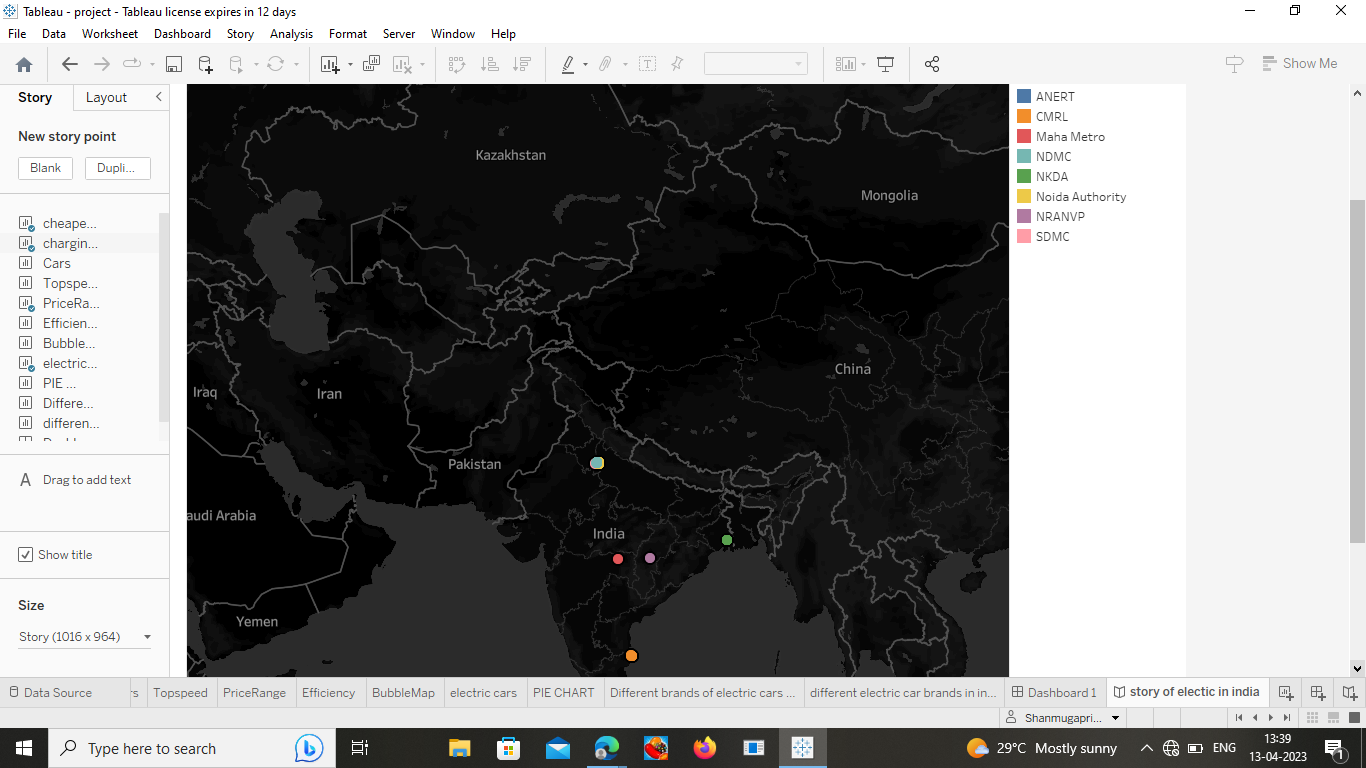 Tableau - project - Tableau license expires in 12 days
File Data Worksheet Dashboard Story Analysis Format Server Window Help
Show Me
Story Layout
New story point
Blank Dupli...
cheape...
chargin...
Cars
Topspe...
PriceRa...
Efficien...
Bubble...
electric...
PIE ...
Differe...
differen...
A Drag to add text
Show title
Size
Story (1016 x 964)
Kazakhstan
Mongolia
China
Iraq
Iran
Pakistan
audi Arabia
India
Yemen
ANERT
CMRL
Maha Metro
NDMC
NKDA
Noida Authority
NRANVP
SDMC
Data Source rs Topspeed PriceRange Efficiency BubbleMap electric cars PIE CHART Different brands of electric cars ... different electric car brands in in... Dashboard 1 story of electic in india
Shanmugapri...
Type here to search
29°C Mostly sunny
ENG
13:39
13-04-2023
1